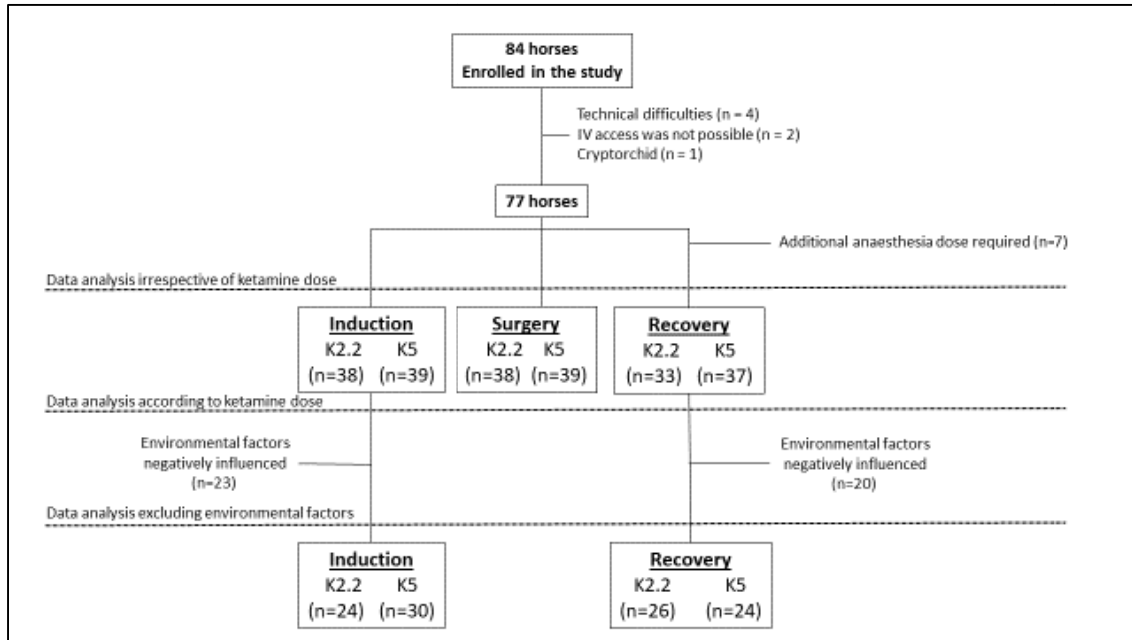 84 horses
Enrolled in the study
Technical difficulties (n = 4)
IV access was not possible (n = 2)
Cryptorchid (n = 1)
77 horses
Additional anaesthesia dose required (n=7)
Data analysis irrespective of ketamine dose
Induction
K2.2 K5
(n=38) (n=39)
Surgery
K2.2 K5
(n=38) (n=39)
Recovery
K2.2 K5
(n=33) (n=37)
Data analysis according to ketamine dose
Environmental factors
negatively influenced
(n=23)
Environmental factors
negatively influenced
(n=20)
Data analysis excluding environmental factors
Induction
K2.2 K5
(n=24) (n=30)
Recovery
K2.2 K5
(n=26) (n=24)